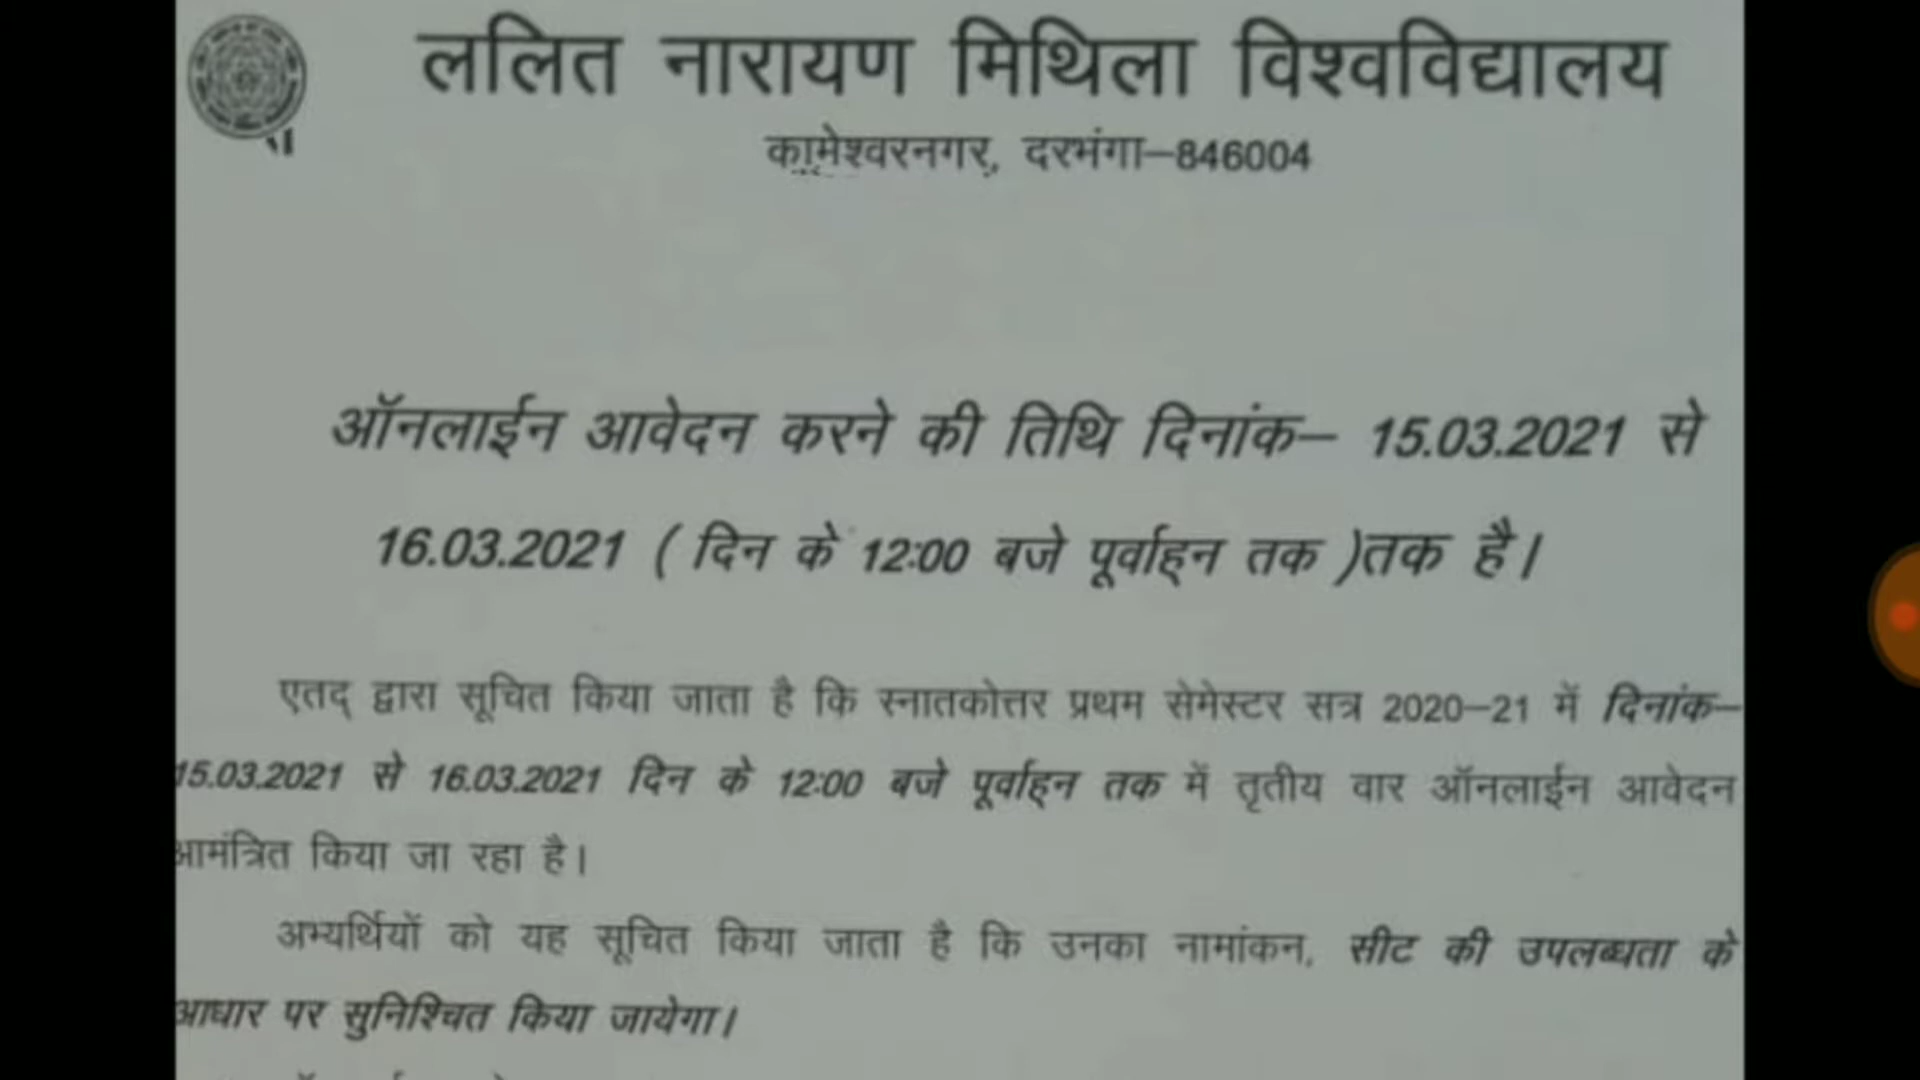 ललित नारायण मिथिला विश्वविद्यालय
कामेश्वरनगर, दरभंगा–846004
ऑनलाईन आवेदन करने की तिथि दिनांक– 15.03.2021 से
16.03.2021 ( दिन के 12:00 बजे पूर्वाह्न तक )तक है।
एतद् द्वारा सूचित किया जाता है कि स्नातकोत्तर प्रथम सेमेस्टर सत्र 2020–21 में दिनांक–
15.03.2021 से 16.03.2021 दिन के 12:00 बजे पूर्वाह्न तक में तृतीय वार ऑनलाईन आवेदन
आमंत्रित किया जा रहा है।
अभ्यर्थियों को यह सूचित किया जाता है कि उनका नामांकन, सीट की उपलब्धता के
आधार पर सुनिश्चित किया जायेगा।